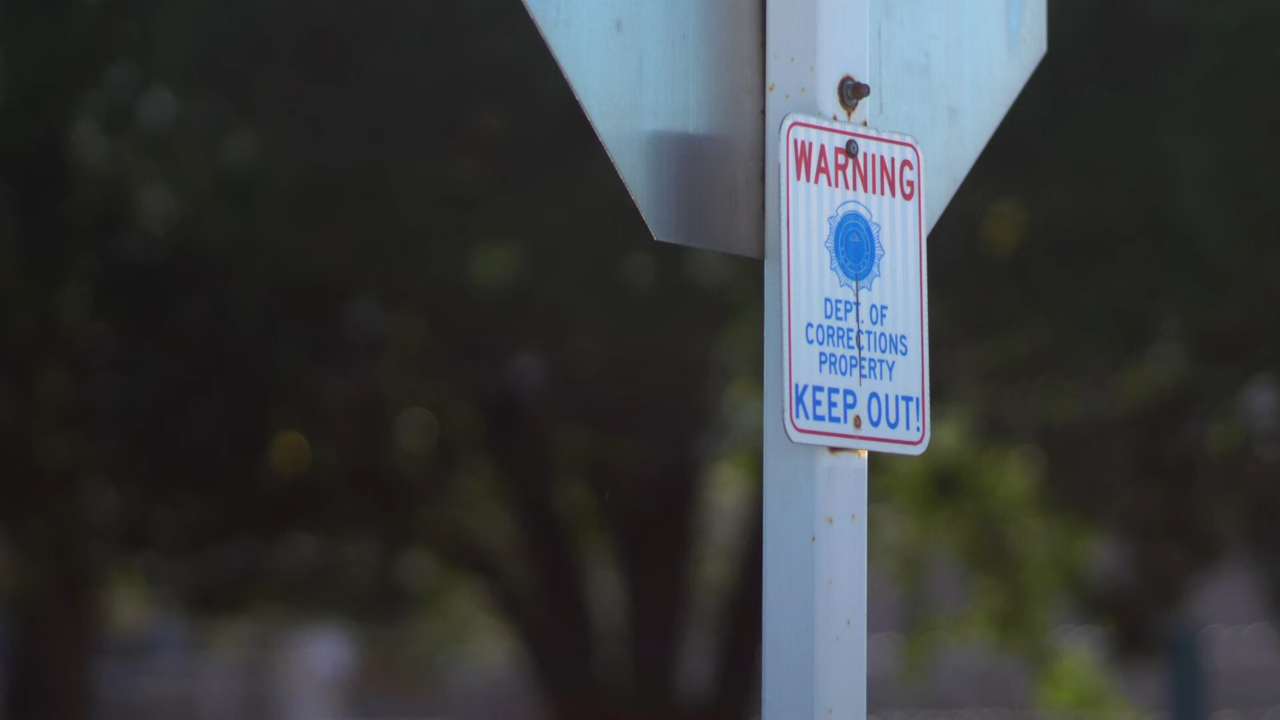 WARNING
DEPT. OF
CORRECTIONS
PROPERTY
KEEP OUT!